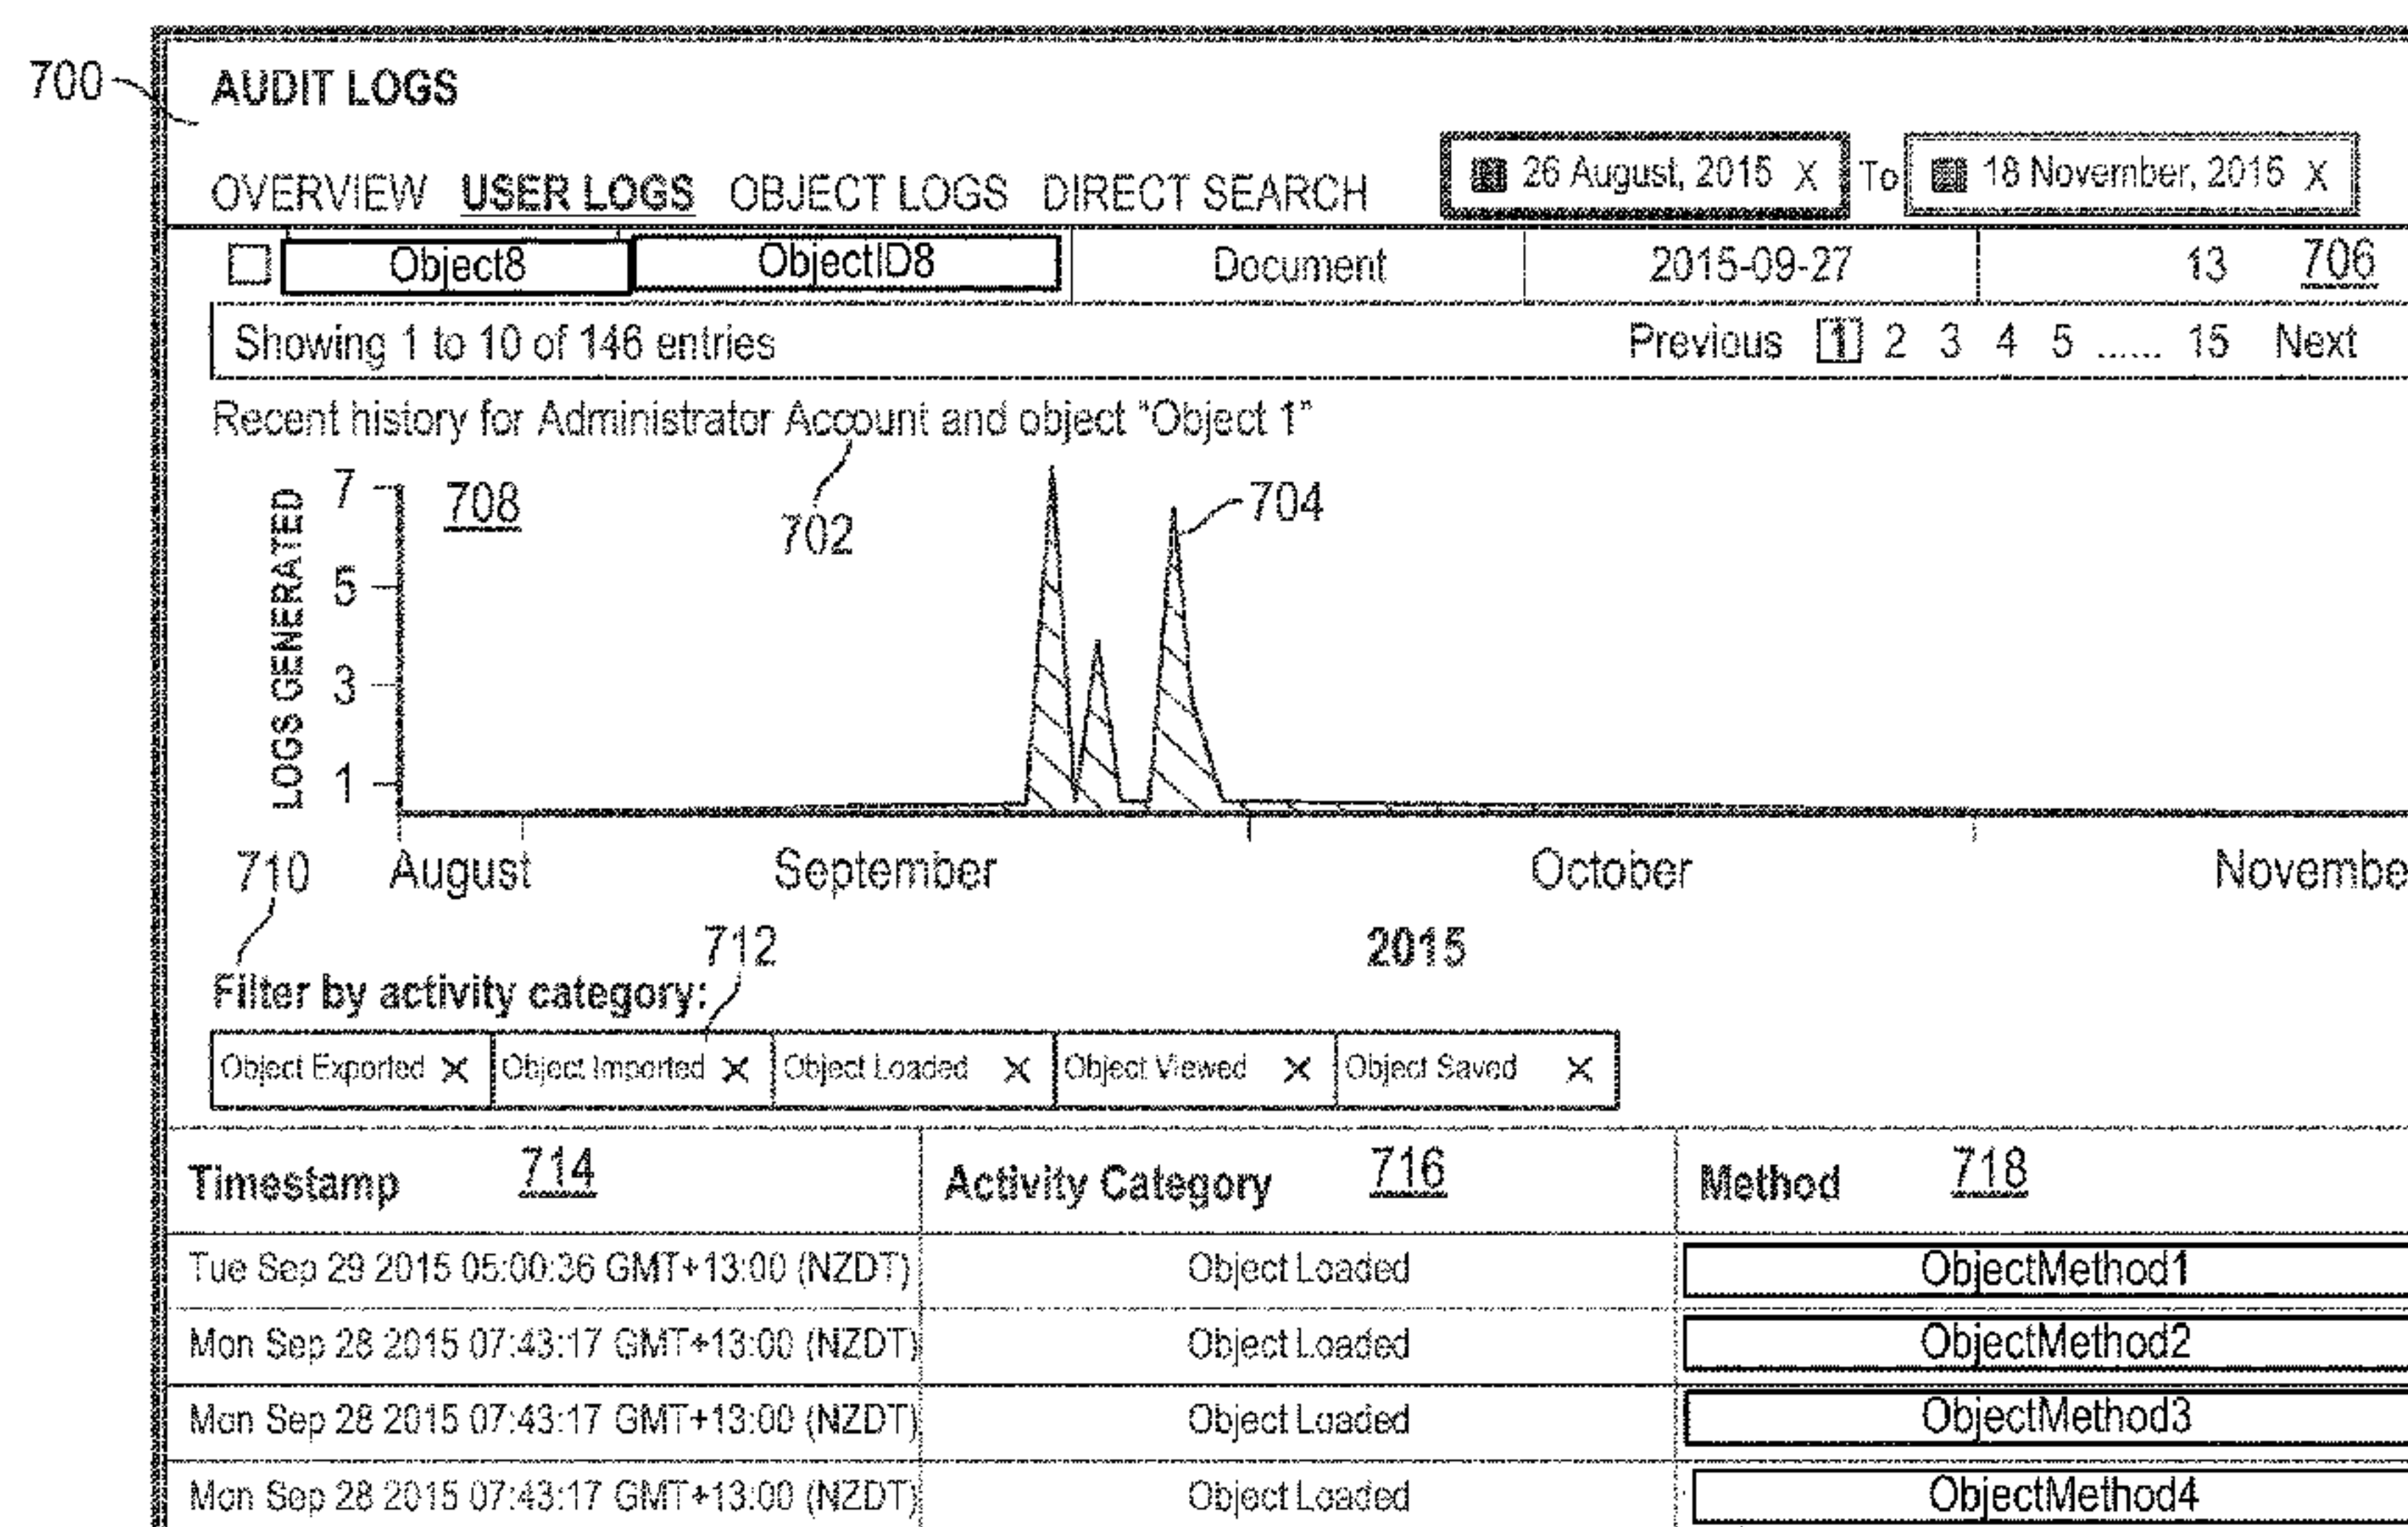 700
AUDIT LOGS
OVERVIEW USER LOGS OBJECT LOGS DIRECT SEARCH 26 August, 2015 X To 18 November, 2015 X
Object8 ObjectID8 Document 2015-09-27 13 706
Showing 1 to 10 of 146 entries Previous 1 2 3 4 5 ...... 15 Next
Recent history for Administrator Account and object "Object 1"
LOGS GENERATED
7 708 702 704
5
3
1
August September October Novembe
710 712 2015
Filter by activity category:
Object Exported X Object Imported X Object Loaded X Object Viewed X Object Saved X
Timestamp 714 Activity Category 716 Method 718
Tue Sep 29 2015 05:00:36 GMT+13:00 (NZDT) Object Loaded ObjectMethod1
Mon Sep 28 2015 07:43:17 GMT+13:00 (NZDT) Object Loaded ObjectMethod2
Mon Sep 28 2015 07:43:17 GMT+13:00 (NZDT) Object Loaded ObjectMethod3
Mon Sep 28 2015 07:43:17 GMT+13:00 (NZDT) Object Loaded ObjectMethod4